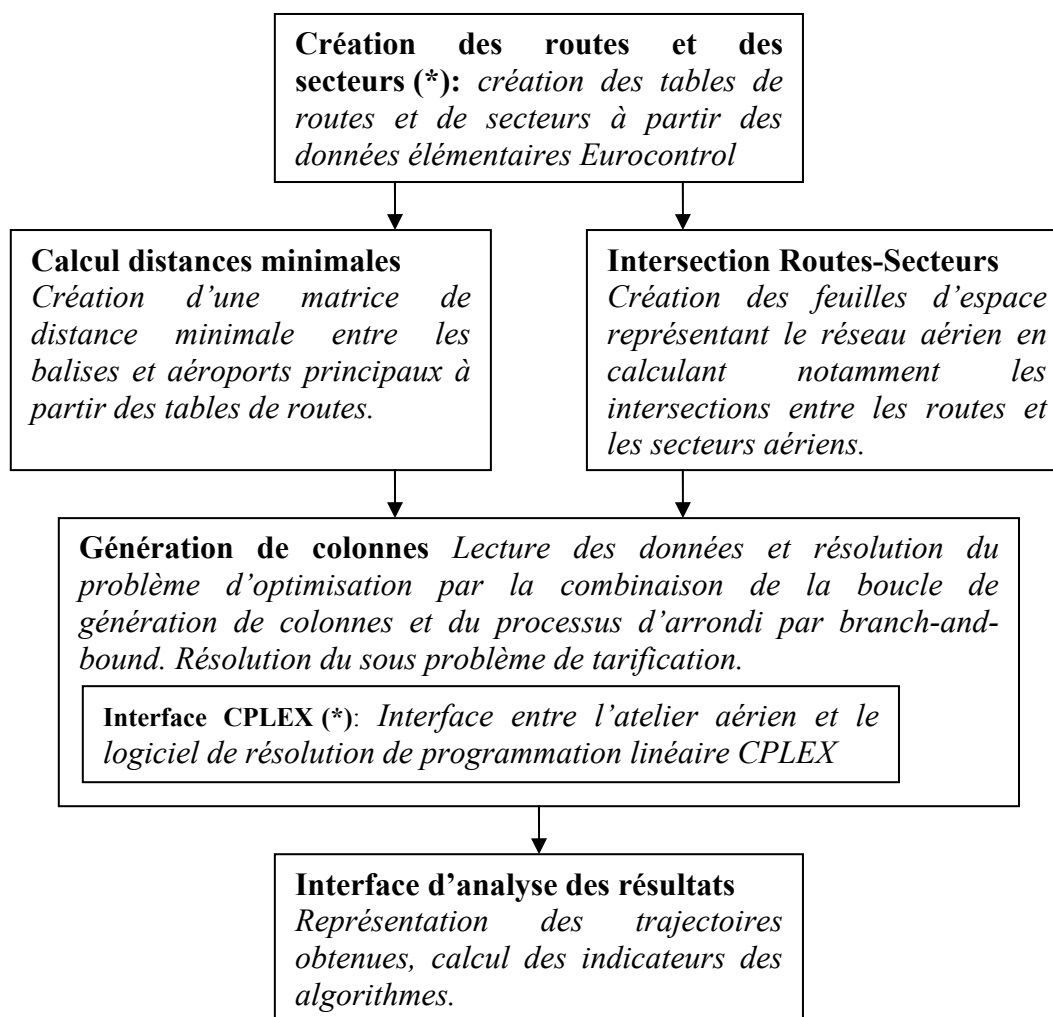 Création des routes et des
secteurs (*): création des tables de
routes et de secteurs à partir des
données élémentaires Eurocontrol
Calcul distances minimales
Création d’une matrice de
distance minimale entre les
balises et aéroports principaux à
partir des tables de routes.
Intersection Routes-Secteurs
Création des feuilles d’espace
représentant le réseau aérien en
calculant notamment les
intersections entre les routes et
les secteurs aériens.
Génération de colonnes Lecture des données et résolution du
problème d’optimisation par la combinaison de la boucle de
génération de colonnes et du processus d’arrondi par branch-and-
bound. Résolution du sous problème de tarification.
Interface CPLEX (*): Interface entre l’atelier aérien et le
logiciel de résolution de programmation linéaire CPLEX
Interface d’analyse des résultats
Représentation des trajectoires
obtenues, calcul des indicateurs des
algorithmes.